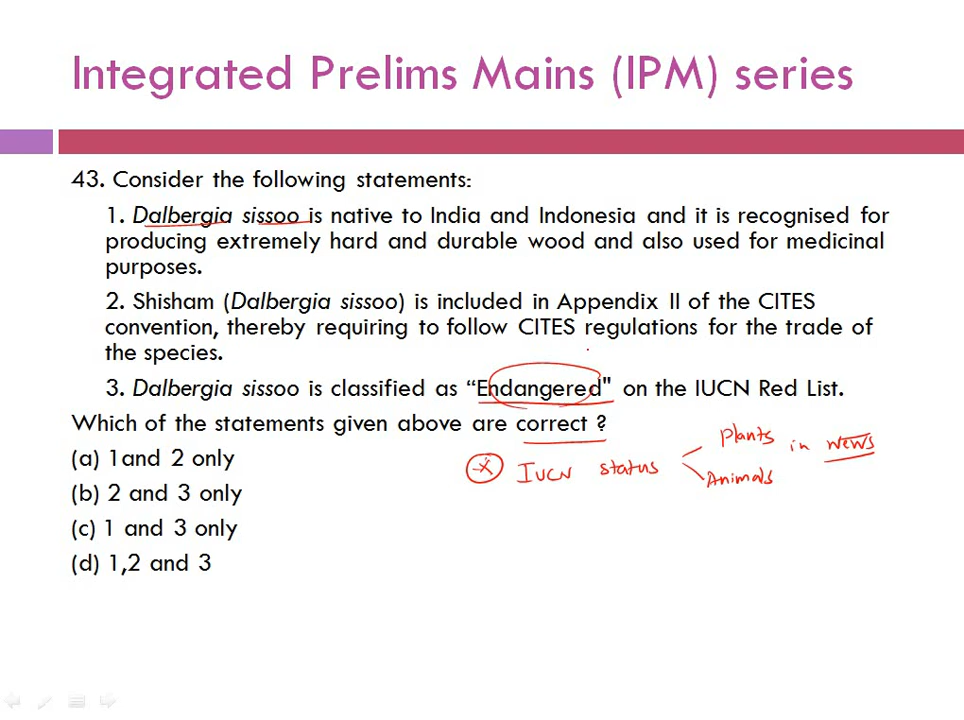 Integrated Prelims Mains (IPM) series
43. Consider the following statements:
1. Dalbergia sissoo is native to India and Indonesia and it is recognised for
producing extremely hard and durable wood and also used for medicinal
purposes.
2. Shisham (Dalbergia sissoo) is included in Appendix II of the CITES
convention, thereby requiring to follow CITES regulations for the trade of
the species.
3. Dalbergia sissoo is classified as “Endangered" on the IUCN Red List.
Which of the statements given above are correct ?
(a) 1and 2 only
(b) 2 and 3 only
(c) 1 and 3 only
(d) 1,2 and 3
IUCN status
Plants
Animals
in news